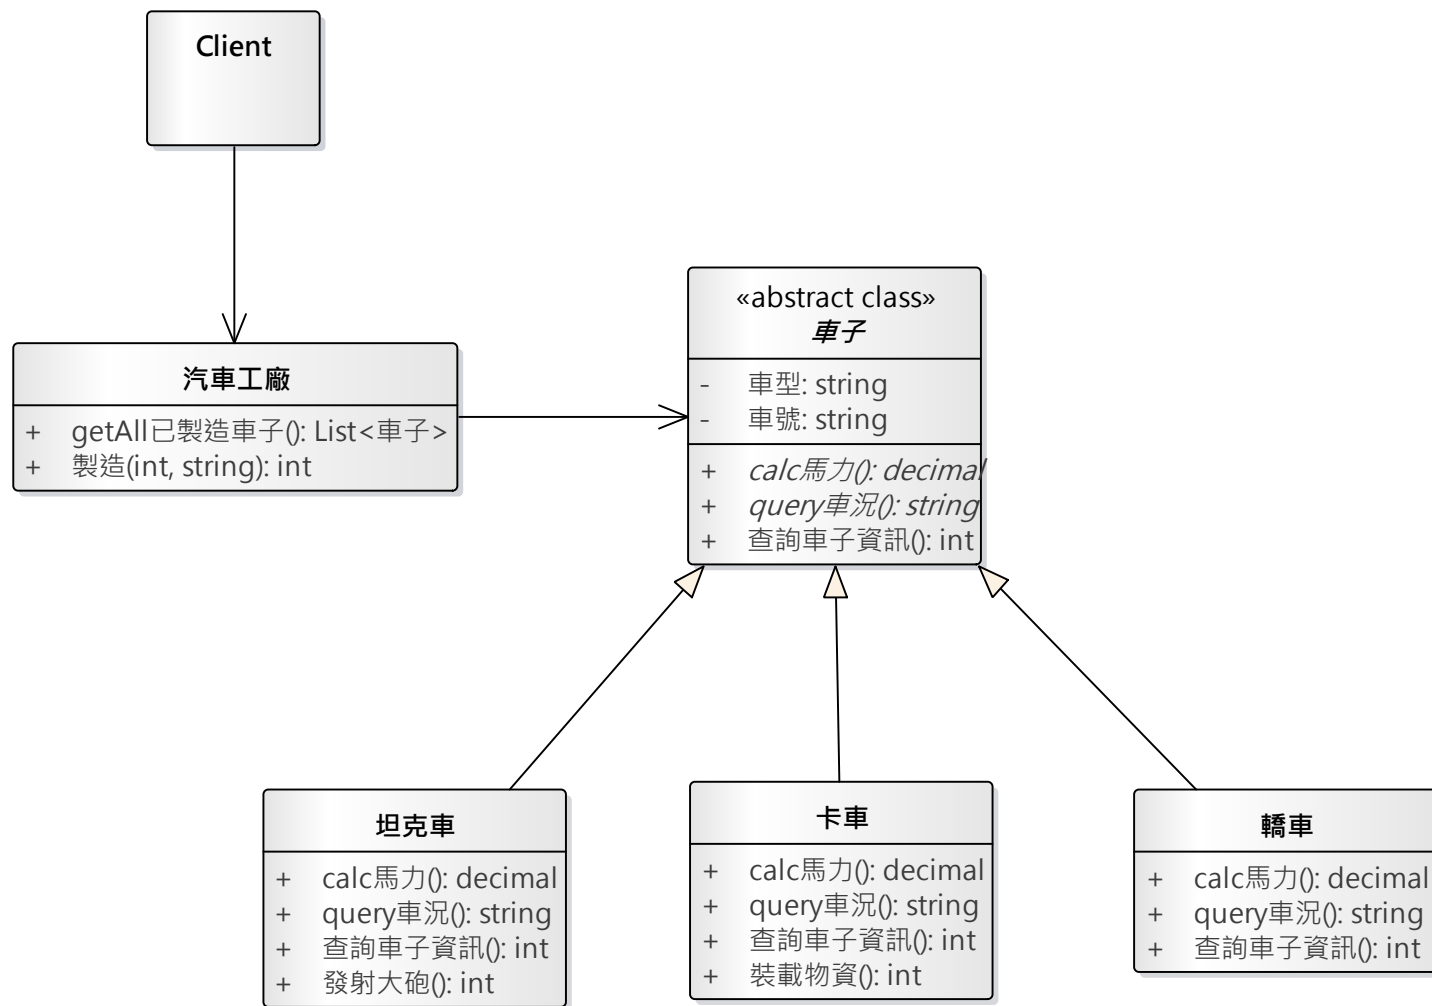 Client
汽車工廠
+ getAll已製造車子(): List<車子>
+ 製造(int, string): int
«abstract class»
車子
- 車型: string
- 車號: string
+ calc馬力(): decimal
+ query車況(): string
+ 查詢車子資訊(): int
坦克車
+ calc馬力(): decimal
+ query車況(): string
+ 查詢車子資訊(): int
+ 發射大砲(): int
卡車
+ calc馬力(): decimal
+ query車況(): string
+ 查詢車子資訊(): int
+ 裝載物資(): int
轎車
+ calc馬力(): decimal
+ query車況(): string
+ 查詢車子資訊(): int